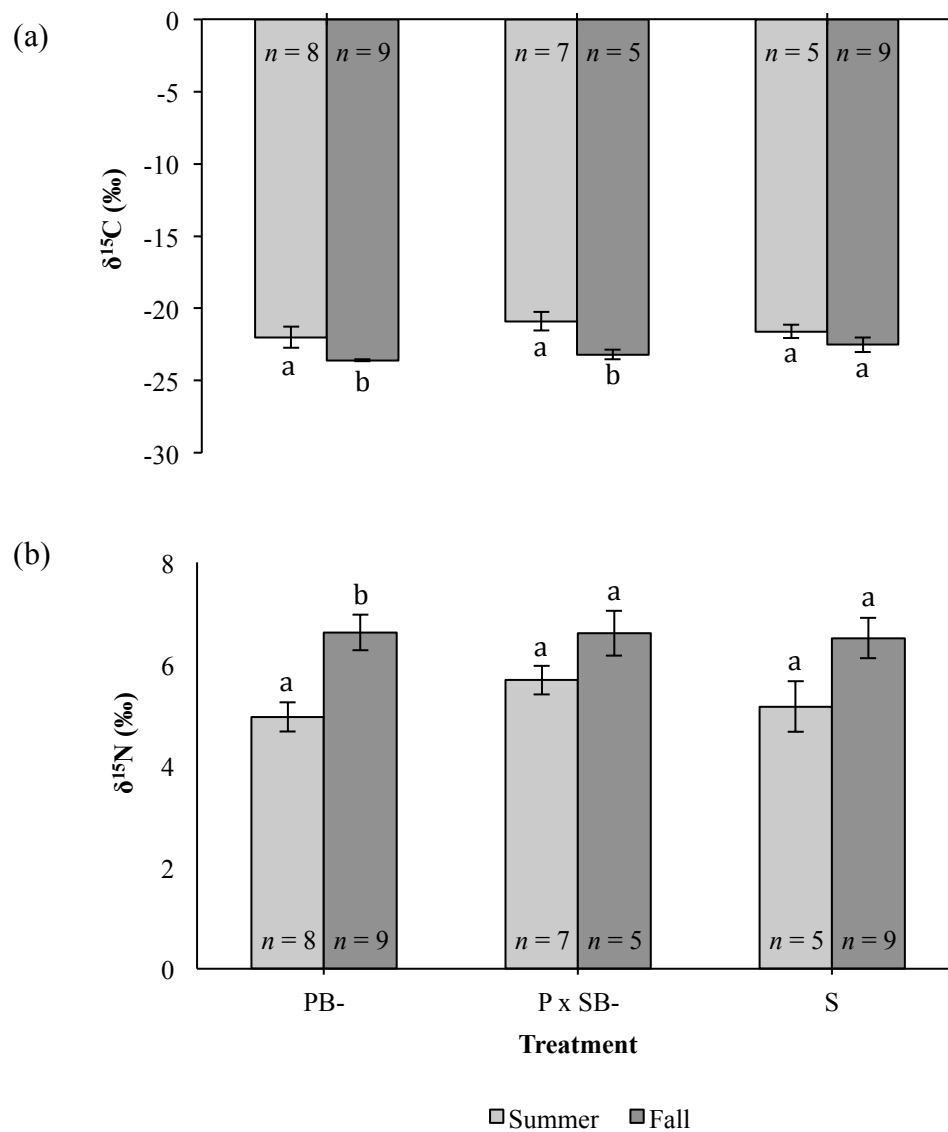 (a)
0
-5
-10
-15
-20
-25
-30
δ¹⁵C (‰)
n = 8 n = 9 n = 7 n = 5 n = 5 n = 9
a b a b a a
(b)
8
6
4
2
0
δ¹⁵N (‰)
a b a a a a
n = 8 n = 9 n = 7 n = 5 n = 5 n = 9
PB- P x SB- S
Treatment
Summer Fall